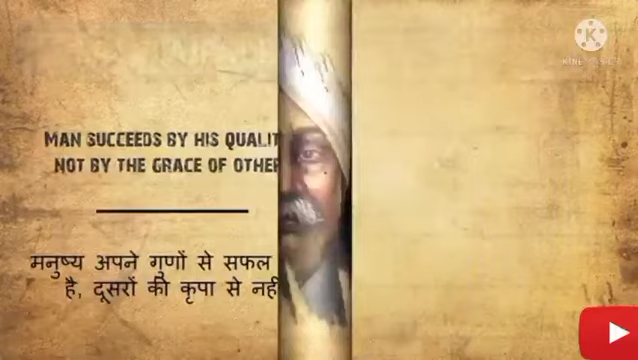 MAN SUCCEEDS BY HIS QUALIT
NOT BY THE GRACE OF OTHER
मनुष्य अपने गुणों से सफल
है, दूसरों की कृपा से नही
K